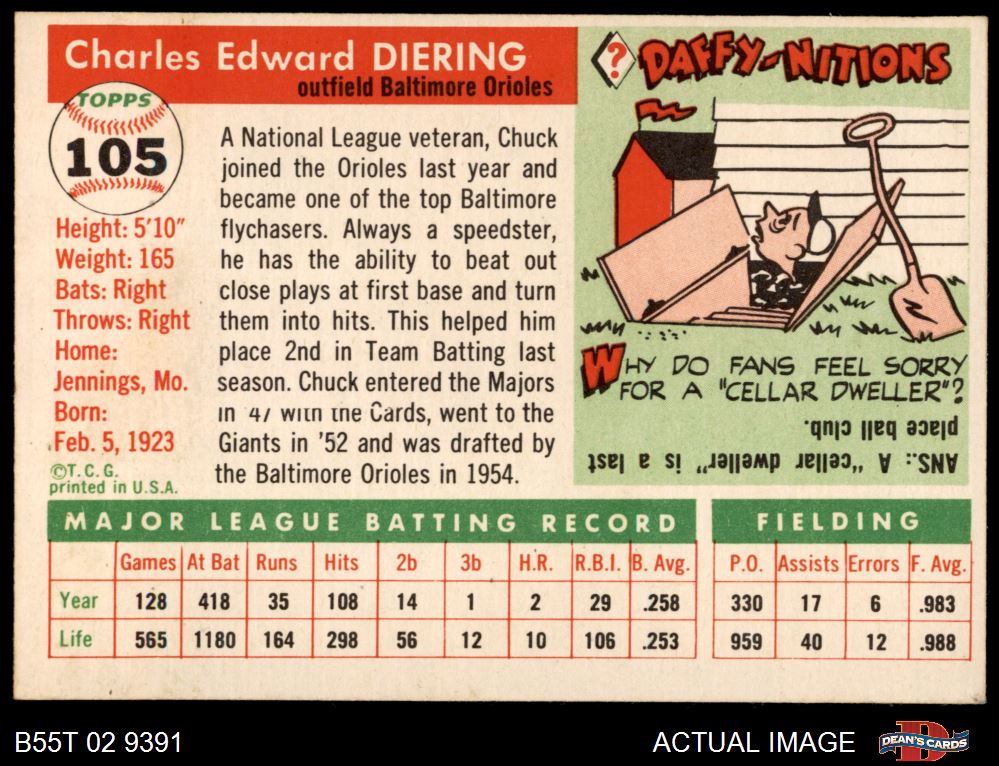 Charles Edward DIERING
outfield Baltimore Orioles
TOPPS
105
Height: 5'10"
Weight: 165
Bats: Right
Throws: Right
Home:
Jennings, Mo.
Born:
Feb. 5, 1923
©T. C. G.
printed in U.S.A.
A National League veteran, Chuck
joined the Orioles last year and
became one of the top Baltimore
flychasers. Always a speedster,
he has the ability to beat out
close plays at first base and turn
them into hits. This helped him
place 2nd in Team Batting last
season. Chuck entered the Majors
in '47 with the Cards, went to the
Giants in '52 and was drafted by
the Baltimore Orioles in 1954.
?
DAFFY-NITIONS
WHY DO FANS FEEL SORRY
FOR A "CELLAR DWELLER"?
ANS.: A "cellar dweller" is a last
place ball club.
MAJOR LEAGUE BATTING RECORD
Games At Bat Runs Hits 2b 3b H.R. R.B.I. B. Avg.
Year 128 418 35 108 14 1 2 29 .258
Life 565 1180 164 298 56 12 10 106 .253
FIELDING
P.O. Assists Errors F. Avg.
330 17 6 .983
959 40 12 .988
B55T 02 9391
ACTUAL IMAGE
DEAN'S CARDS